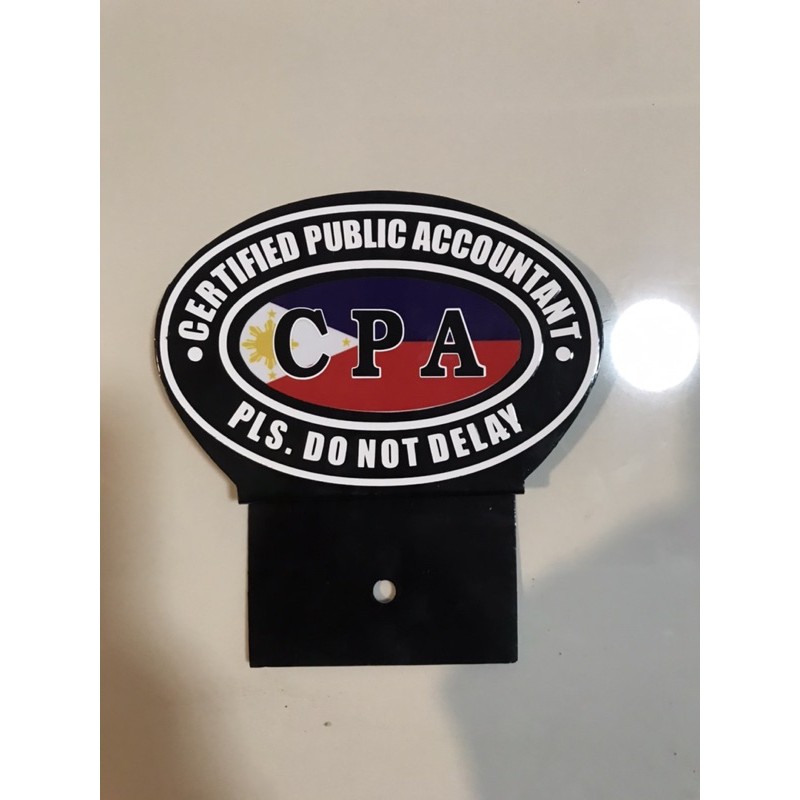 CERTIFIED PUBLIC ACCOUNTANT
CPA
PLS. DO NOT DELAY